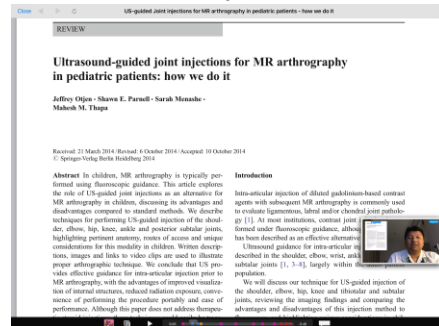 Close
US-guided Joint injections for MR arthrography in pediatric patients - how we do it
REVIEW
Ultrasound-guided joint injections for MR arthrography
in pediatric patients: how we do it
Jeffrey Otjen · Shawn E. Parnell · Sarah Menashe ·
Mahesh M. Thapa
Received: 21 March 2014 / Revised: 6 October 2014 / Accepted: 10 October 2014
© Springer-Verlag Berlin Heidelberg 2014
Abstract In children, MR arthrography is typically per-
formed using fluoroscopic guidance. This article explores
the role of US-guided joint injections as an alternative for
MR arthrography in children, discussing its advantages and
disadvantages compared to standard methods. We describe
techniques for performing US-guided injection of the shoul-
der, elbow, hip, knee, ankle and posterior subtalar joints,
highlighting pertinent anatomy, routes of access and unique
considerations for this modality in children. Written descrip-
tions, images and links to video clips are used to illustrate
proper arthrographic technique. We conclude that US pro-
vides effective guidance for intra-articular injection prior to
MR arthrography, with the advantages of improved visualiza-
tion of internal structures, reduced radiation exposure, conve-
nience of performing the procedure portably and ease of
performance. Although this paper does not address therapeu-
Introduction
Intra-articular injection of diluted gadolinium-based contrast
agents with subsequent MR arthrography is commonly used
to evaluate ligamentous, labral and/or chondral joint patholo-
gy [1]. At most institutions, contrast joint
formed under fluoroscopic guidance, althou
has been described as an effective alternative
Ultrasound guidance for intra-articular inj
described in the shoulder, elbow, wrist, ankl
subtalar joints [1, 3–8], largely within the
population.
We will discuss our technique for US-guided injection of
the shoulder, elbow, hip, knee and tibiotalar and subtalar
joints, reviewing the imaging findings and comparing the
advantages and disadvantages of this injection method to